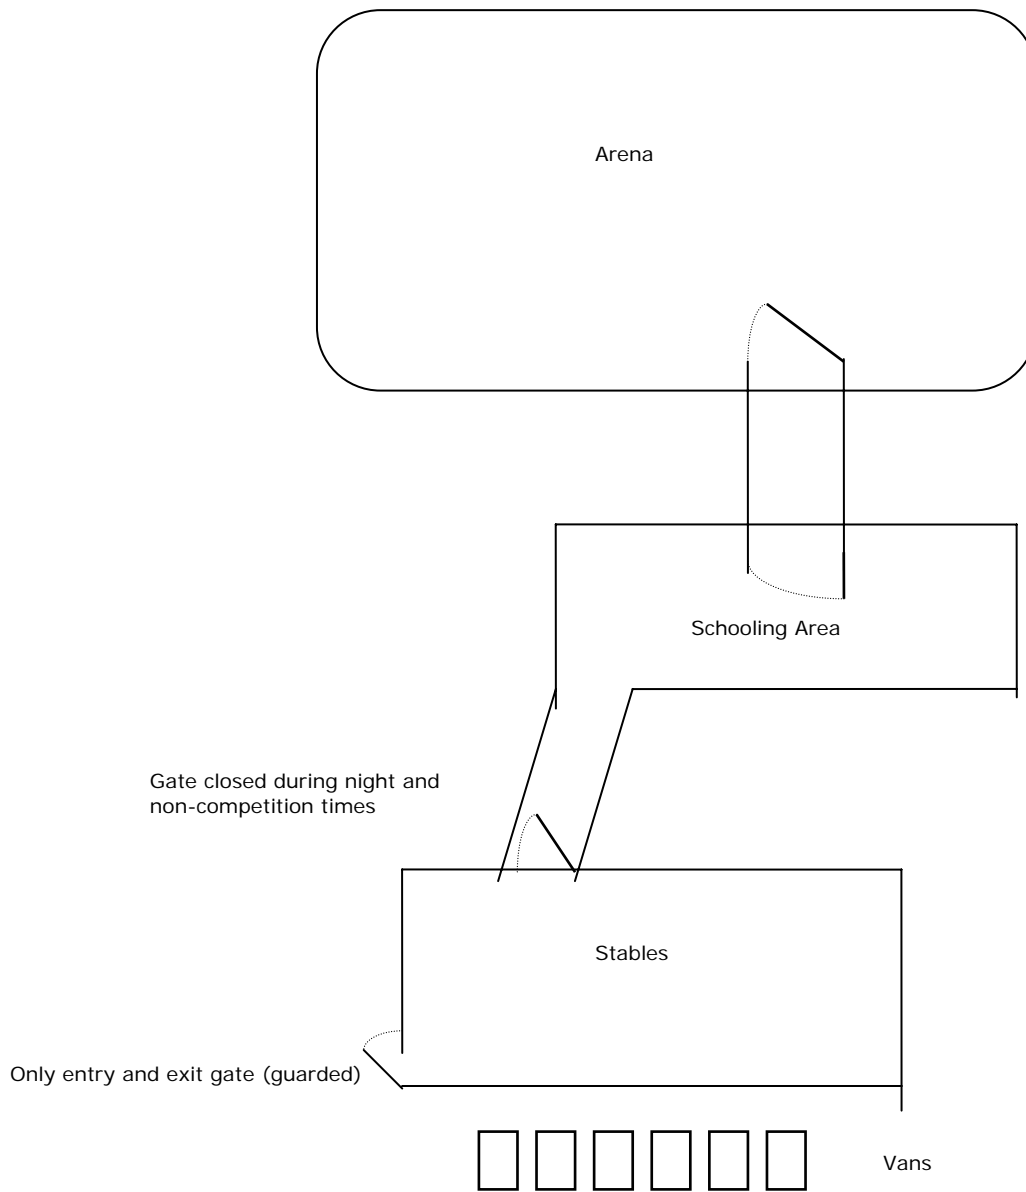 Arena
Schooling Area
Gate closed during night and
non-competition times
Stables
Only entry and exit gate (guarded)
Vans